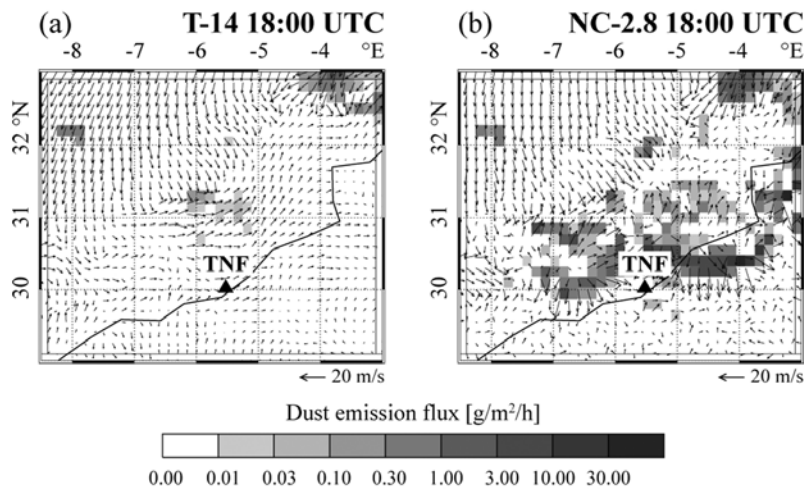 (a) T-14 18:00 UTC
-8 -7 -6 -5 -4 °E
32 °N
31
30
TNF
20 m/s
(b) NC-2.8 18:00 UTC
-8 -7 -6 -5 -4 °E
32 °N
31
30
TNF
20 m/s
Dust emission flux [g/m²/h]
0.00 0.01 0.03 0.10 0.30 1.00 3.00 10.00 30.00